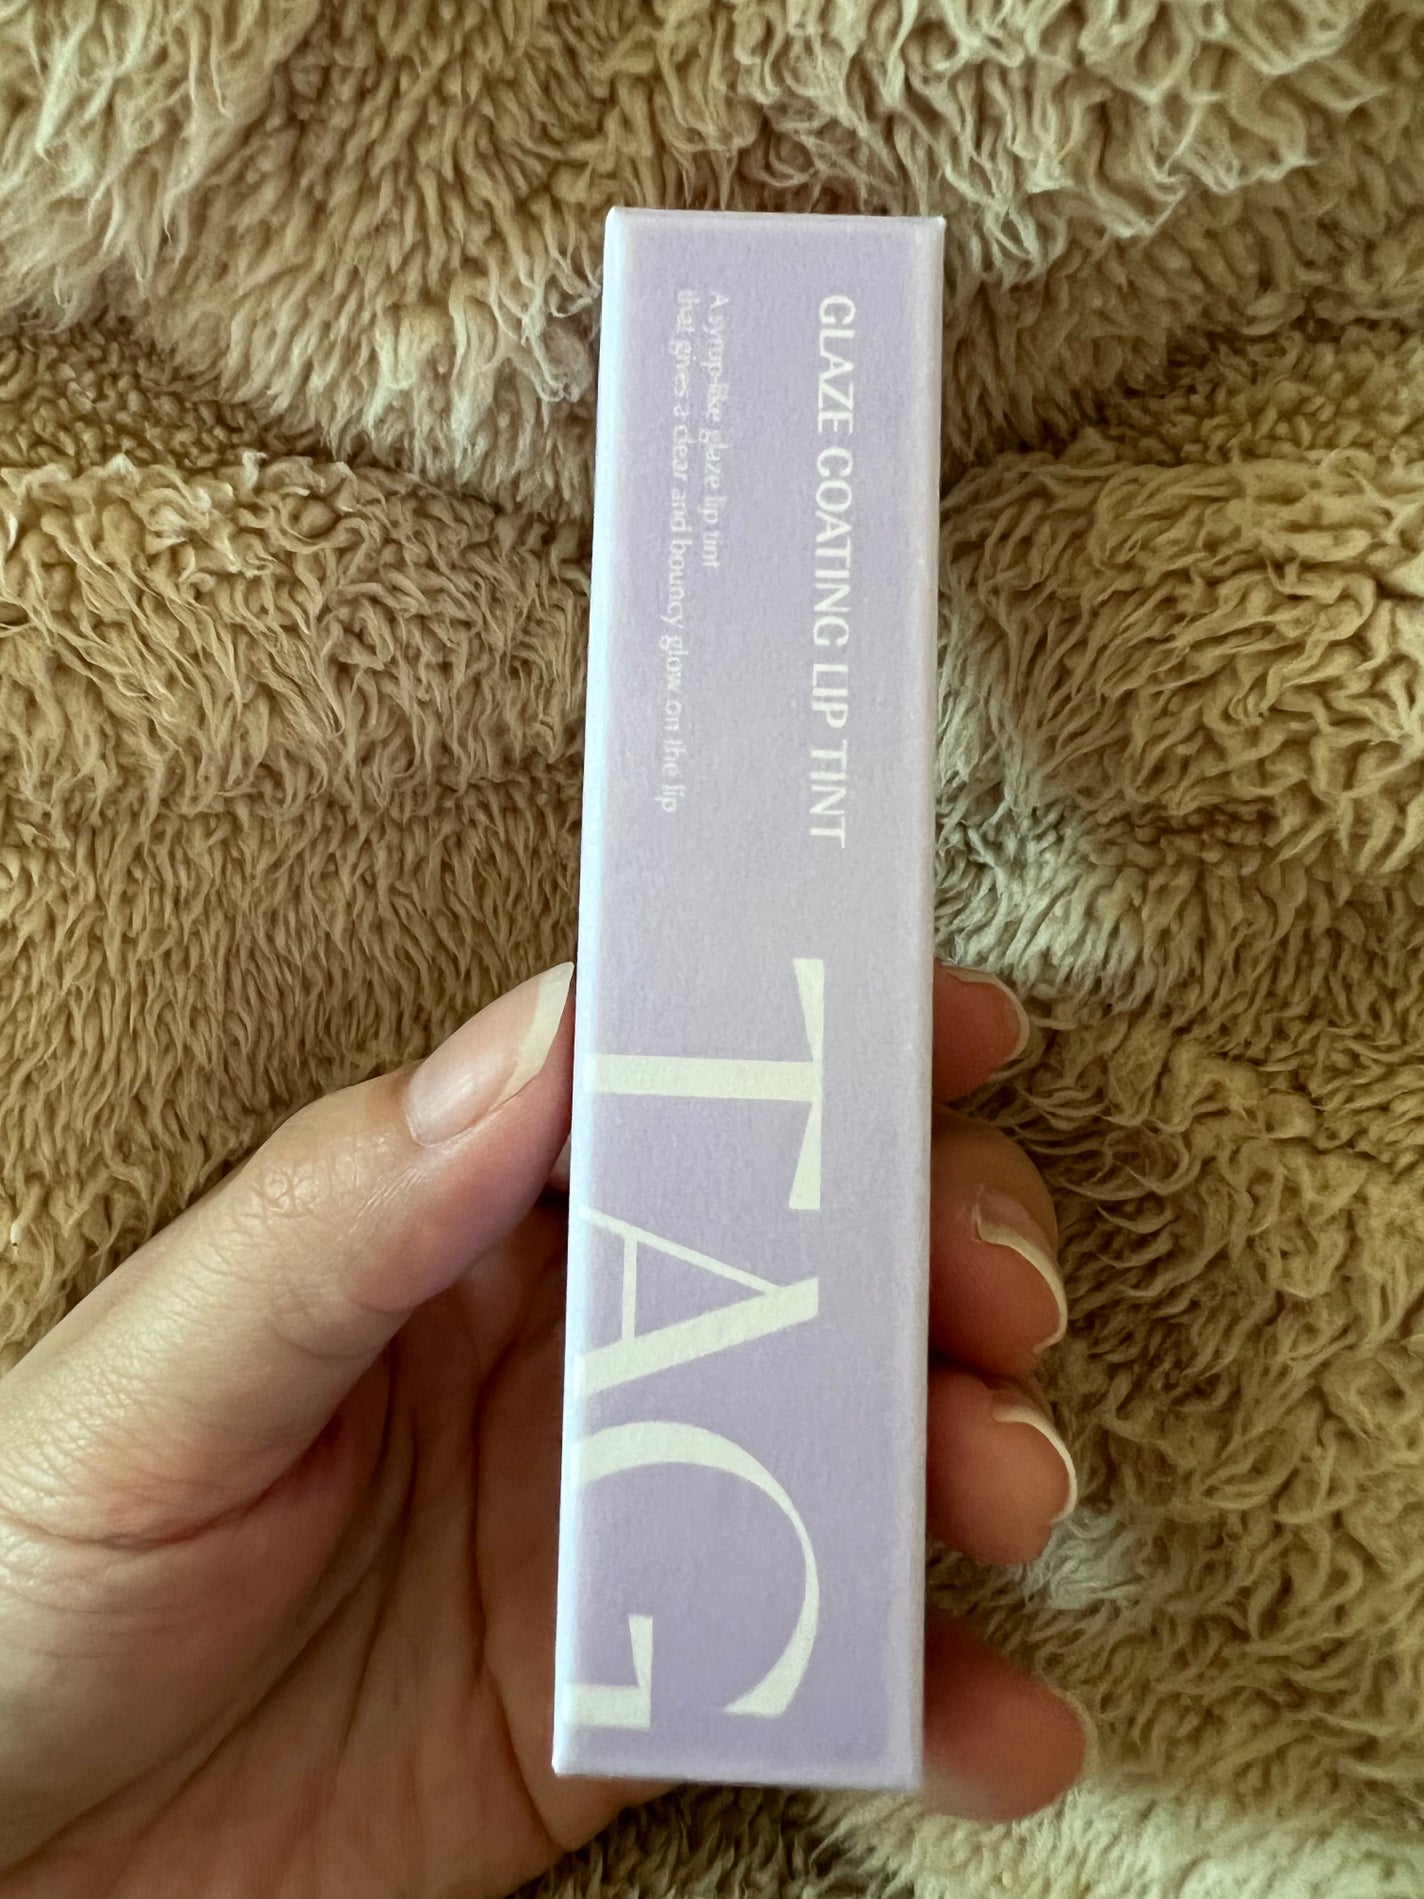 GLAZE COATING LIP TINT
A syrup-like glaze lip tint
that gives a clear and bouncy glow on the lip
TAG